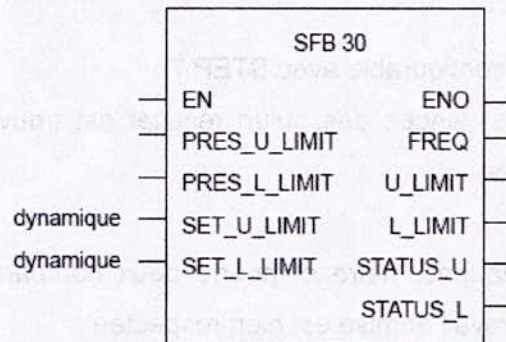 SFB 30
EN ENO
PRES_U_LIMIT FREQ
PRES_L_LIMIT U_LIMIT
dynamique SET_U_LIMIT L_LIMIT
dynamique SET_L_LIMIT STATUS_U
STATUS_L